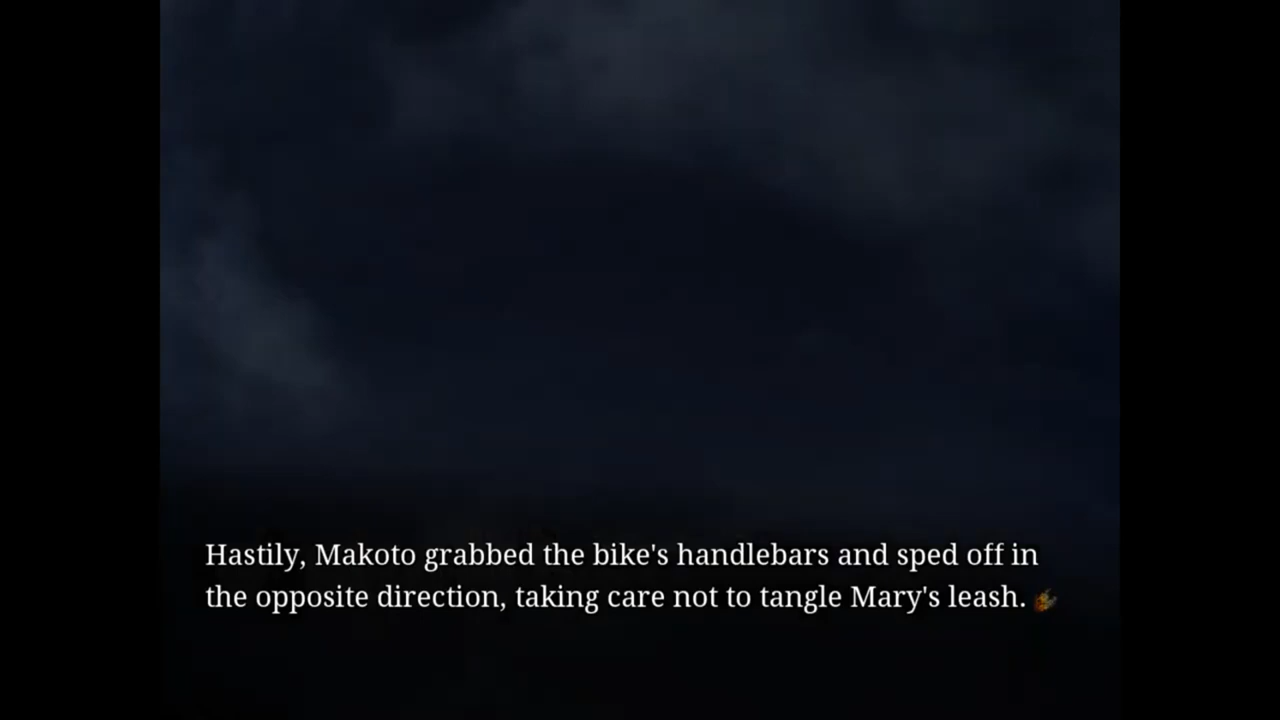 Hastily, Makoto grabbed the bike's handlebars and sped off in
the opposite direction, taking care not to tangle Mary's leash.